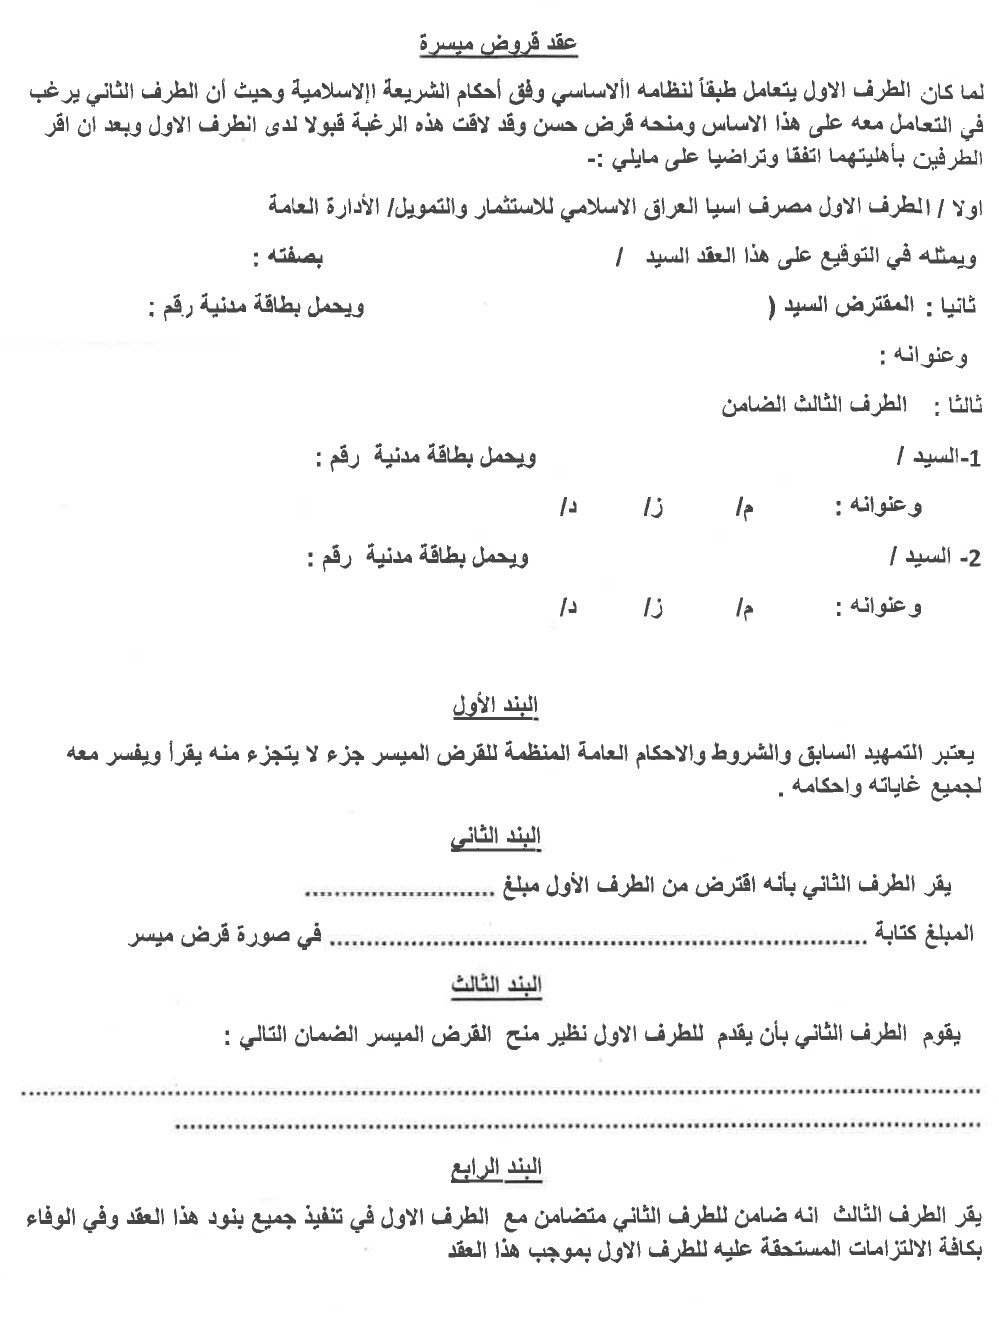 عقد قروض ميسرة
لما كان الطرف الاول يتعامل طبقاً لنظامه األاساسي وفق أحكام الشريعة اإلاسلامية وحيث أن الطرف الثاني يرغب
في التعامل معه على هذا الاساس ومنحه قرض حسن وقد لاقت هذه الرغبة قبولا لدى الطرف الاول وبعد ان اقر
الطرفين بأهليتهما اتفقا وتراضيا على مايلي :-
اولا / الطرف الاول مصرف اسيا العراق الاسلامي للاستثمار والتمويل/ الأدارة العامة
ويمثله في التوقيع على هذا العقد السيد / بصفته :
ثانيا : المقترض السيد ( ويحمل بطاقة مدنية رقم :
وعنوانه :
ثالثا : الطرف الثالث الضامن
1-السيد / ويحمل بطاقة مدنية رقم :
وعنوانه : م/ ز/ د/
2- السيد / ويحمل بطاقة مدنية رقم :
وعنوانه : م/ ز/ د/
البند الأول
يعتبر التمهيد السابق والشروط والاحكام العامة المنظمة للقرض الميسر جزء لا يتجزء منه يقرأ ويفسر معه
لجميع غاياته واحكامه .
البند الثاني
يقر الطرف الثاني بأنه اقترض من الطرف الأول مبلغ ..........................
المبلغ كتابة ........................................................................ في صورة قرض ميسر
البند الثالث
يقوم الطرف الثاني بأن يقدم للطرف الاول نظير منح القرض الميسر الضمان التالي :
................................................................................................................................
............................................................................................................
البند الرابع
يقر الطرف الثالث انه ضامن للطرف الثاني متضامن مع الطرف الاول في تنفيذ جميع بنود هذا العقد وفي الوفاء
بكافة الالتزامات المستحقة عليه للطرف الاول بموجب هذا العقد